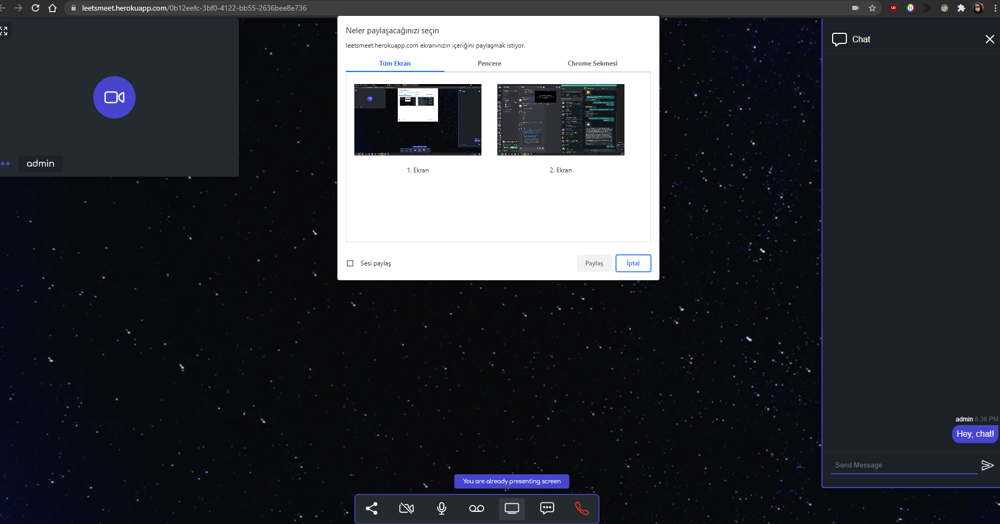 leetsmeet.herokuapp.com/0b12eefc-3bf0-4122-bb55-2636bee8e736
admin
Neler paylaşacağınızı seçin
leetsmeet.herokuapp.com ekranınızın içeriğini paylaşmak istiyor.
Tüm Ekran
Pencere
Chrome Sekmesi
1. Ekran
2. Ekran
Sesi paylaş
Paylaş
İptal
Chat
admin 6:36 PM
Hey, chat!
Send Message
You are already presenting screen